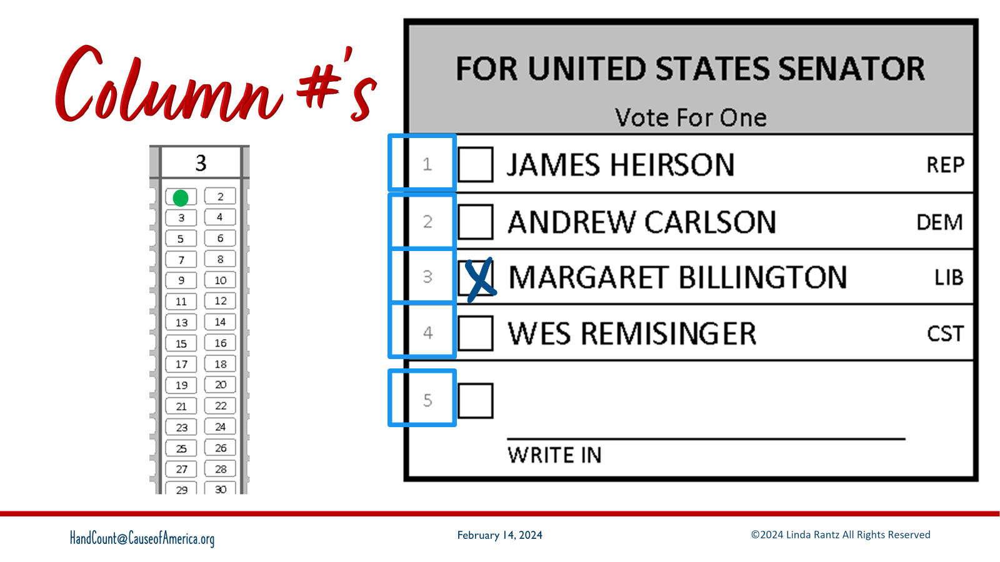 Column #'s
3
2
3 4
5 6
7 8
9 10
11 12
13 14
15 16
17 18
19 20
21 22
23 24
25 26
27 28
29 30
FOR UNITED STATES SENATOR
Vote For One
1 JAMES HEIRSON REP
2 ANDREW CARLSON DEM
3 X MARGARET BILLINGTON LIB
4 WES REMISINGER CST
5
WRITE IN
HandCount@CauseofAmerica.org
February 14, 2024
©2024 Linda Rantz All Rights Reserved